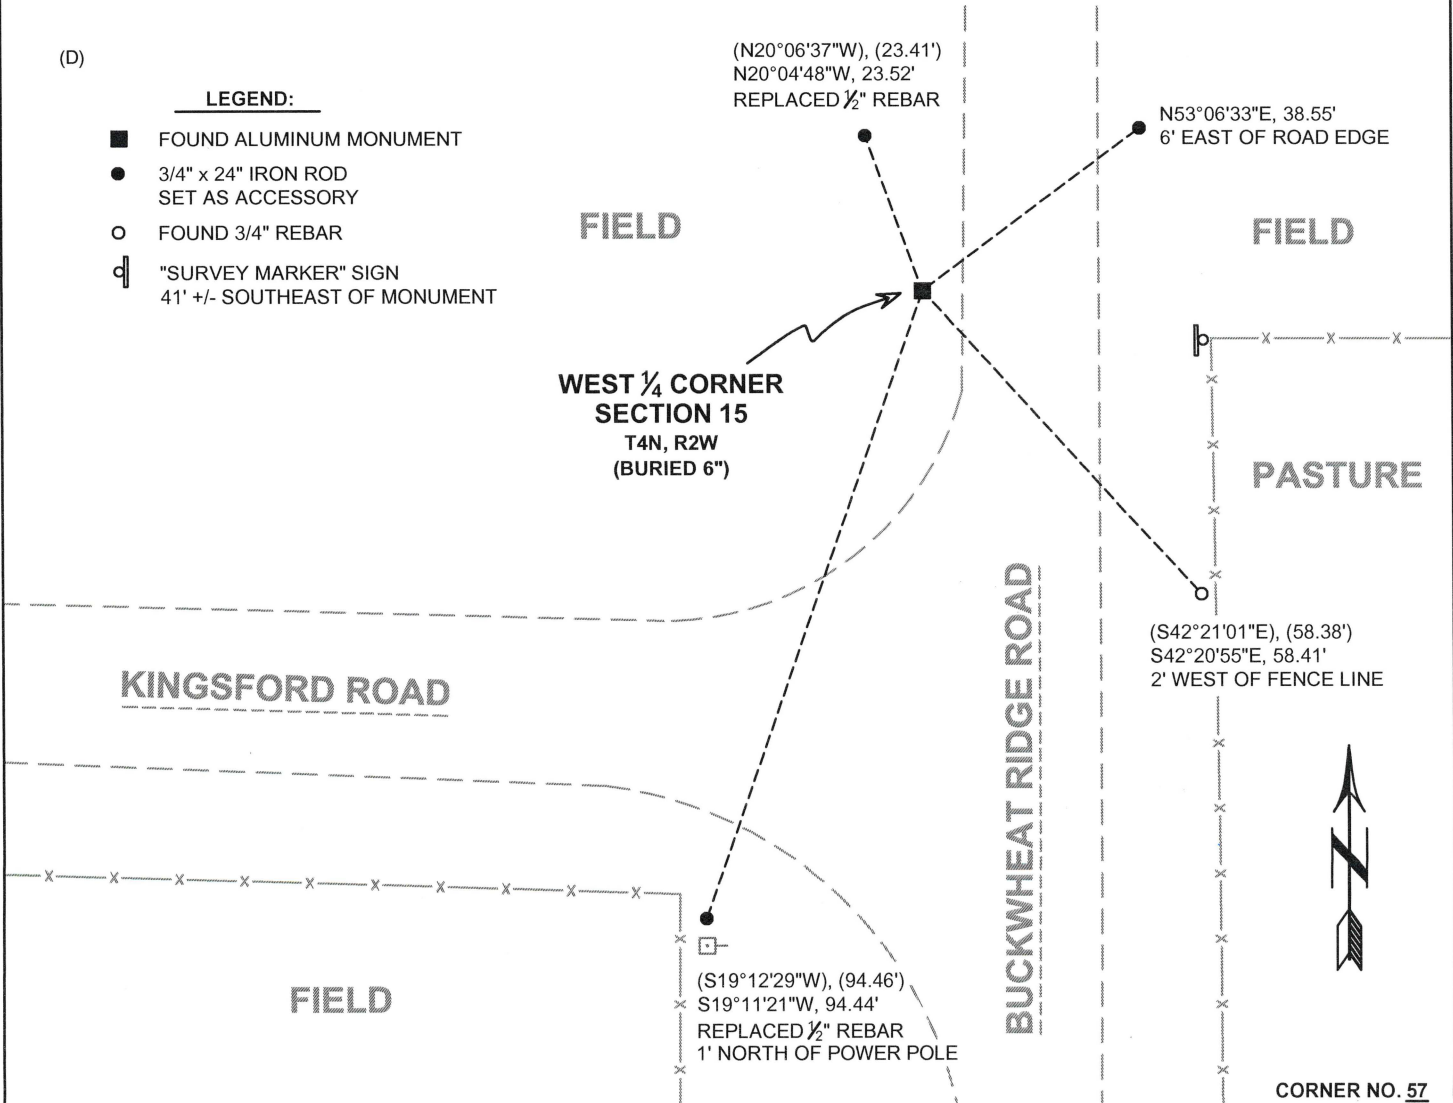 (D)
LEGEND:
FOUND ALUMINUM MONUMENT
3/4" x 24" IRON ROD
SET AS ACCESSORY
FOUND 3/4" REBAR
"SURVEY MARKER" SIGN
41' +/- SOUTHEAST OF MONUMENT
(N20°06'37"W), (23.41')
N20°04'48"W, 23.52'
REPLACED ½" REBAR
N53°06'33"E, 38.55'
6' EAST OF ROAD EDGE
FIELD
FIELD
WEST ¼ CORNER
SECTION 15
T4N, R2W
(BURIED 6")
PASTURE
(S42°21'01"E), (58.38')
S42°20'55"E, 58.41'
2' WEST OF FENCE LINE
KINGSFORD ROAD
BUCKWHEAT RIDGE ROAD
N
FIELD
(S19°12'29"W), (94.46')
S19°11'21"W, 94.44'
REPLACED ½" REBAR
1' NORTH OF POWER POLE
CORNER NO. 57